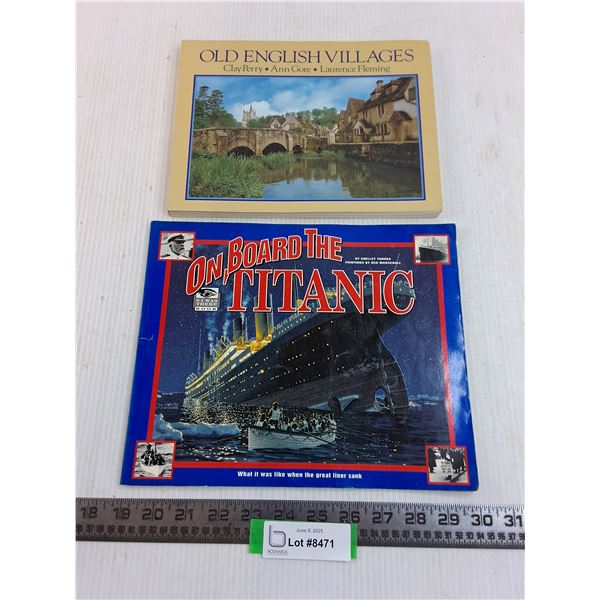 OLD ENGLISH VILLAGES
Clay Perry • Ann Gore • Laurence Fleming
ON BOARD THE
TITANIC
BY SHELLEY TANAKA
PAINTINGS BY KEN MARSCHALL
I WAS
THERE
BOOK
What it was like when the great liner sank
18 19 20 21 22 23 24 25 26 27 28 29 30 31
June 9, 2025
Lot #8471